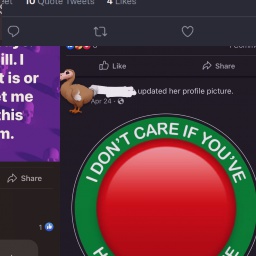 10 Quote Tweets 4 Likes
ill. I
t is or
et me
this
m.
Share
1
Like
Share
updated her profile picture.
Apr 24
I DON'T CARE IF YOU'VE